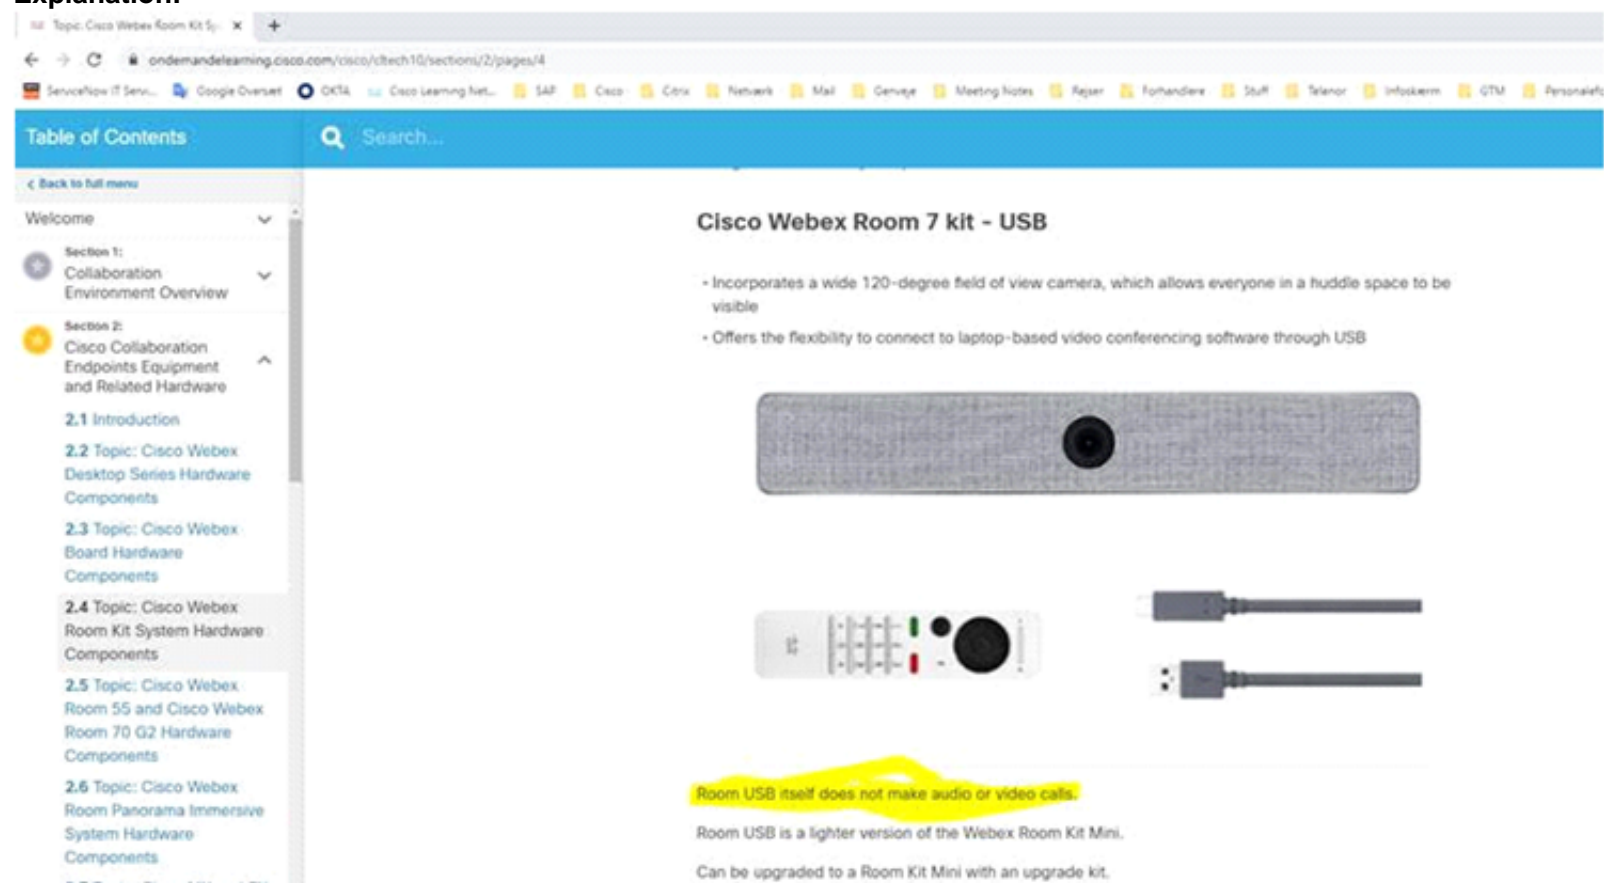 Explanation:
Topic: Cisco Webex Room Kit Sy
ondemandelearning.cisco.com/cisco/cltech10/sections/2/pages/4
ServiceNow IT Servi... Google Oversæt OKTA Cisco Learning Net... SAP Cisco Citrix Netværk Mail Genveje Meeting Notes Rejser Forhandlere Stuff Telenor Infoskærm GTM
Table of Contents
Search...
Back to full menu
Welcome
Section 1:
Collaboration
Environment Overview
Section 2:
Cisco Collaboration
Endpoints Equipment
and Related Hardware
2.1 Introduction
2.2 Topic: Cisco Webex
Desktop Series Hardware
Components
2.3 Topic: Cisco Webex
Board Hardware
Components
2.4 Topic: Cisco Webex
Room Kit System Hardware
Components
2.5 Topic: Cisco Webex
Room 55 and Cisco Webex
Room 70 G2 Hardware
Components
2.6 Topic: Cisco Webex
Room Panorama Immersive
System Hardware
Components
Cisco Webex Room 7 kit - USB
- Incorporates a wide 120-degree field of view camera, which allows everyone in a huddle space to be
visible
- Offers the flexibility to connect to laptop-based video conferencing software through USB
Room USB itself does not make audio or video calls.
Room USB is a lighter version of the Webex Room Kit Mini.
Can be upgraded to a Room Kit Mini with an upgrade kit.